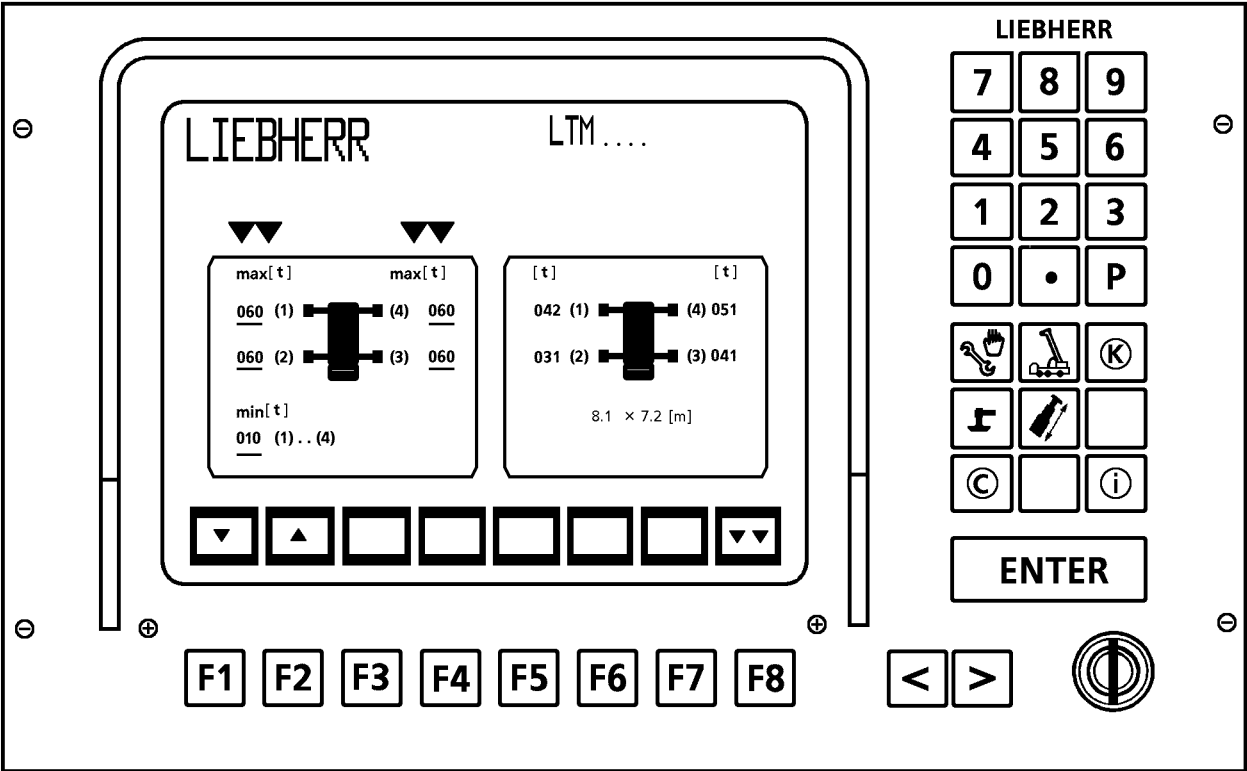 LIEBHERR
LIEBHERR LTM....
max[t] max[t]
060 (1) (4) 060
060 (2) (3) 060
min[t]
010 (1)..(4)
[t] [t]
042 (1) (4) 051
031 (2) (3) 041
8.1 × 7.2 [m]
7 8 9
4 5 6
1 2 3
0 • P
K
C i
ENTER
F1 F2 F3 F4 F5 F6 F7 F8 < >